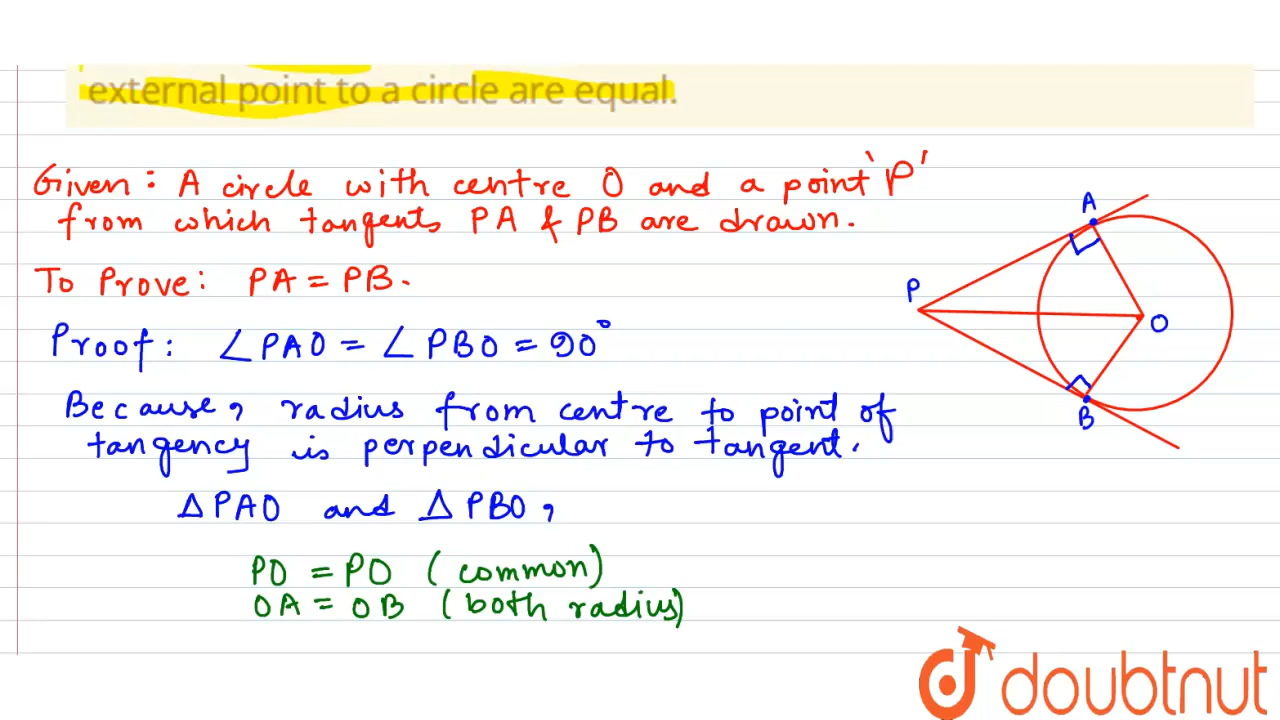 external point to a circle are equal.
Given: A circle with centre O and a point 'P'
from which tangents PA & PB are drawn.
To Prove: PA = PB.
Proof: ∠PAO = ∠PBO = 90°
Because, radius from centre to point of
tangency is perpendicular to tangent.
△PAO and △PBO,
PO = PO (common)
OA = OB (both radius)
A
P
O
B
doubtnut